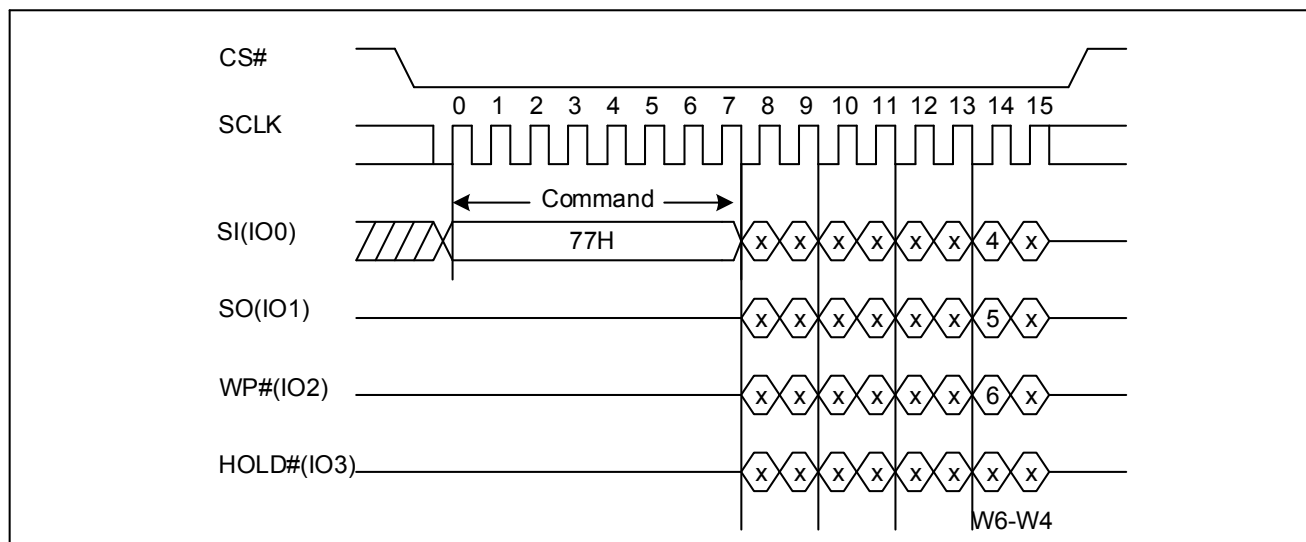 CS#
0 1 2 3 4 5 6 7 8 9 10 11 12 13 14 15
SCLK
Command
SI(IO0)
77H
x x x x x x 4 x
SO(IO1)
x x x x x x 5 x
WP#(IO2)
x x x x x x 6 x
HOLD#(IO3)
x x x x x x x x
W6-W4